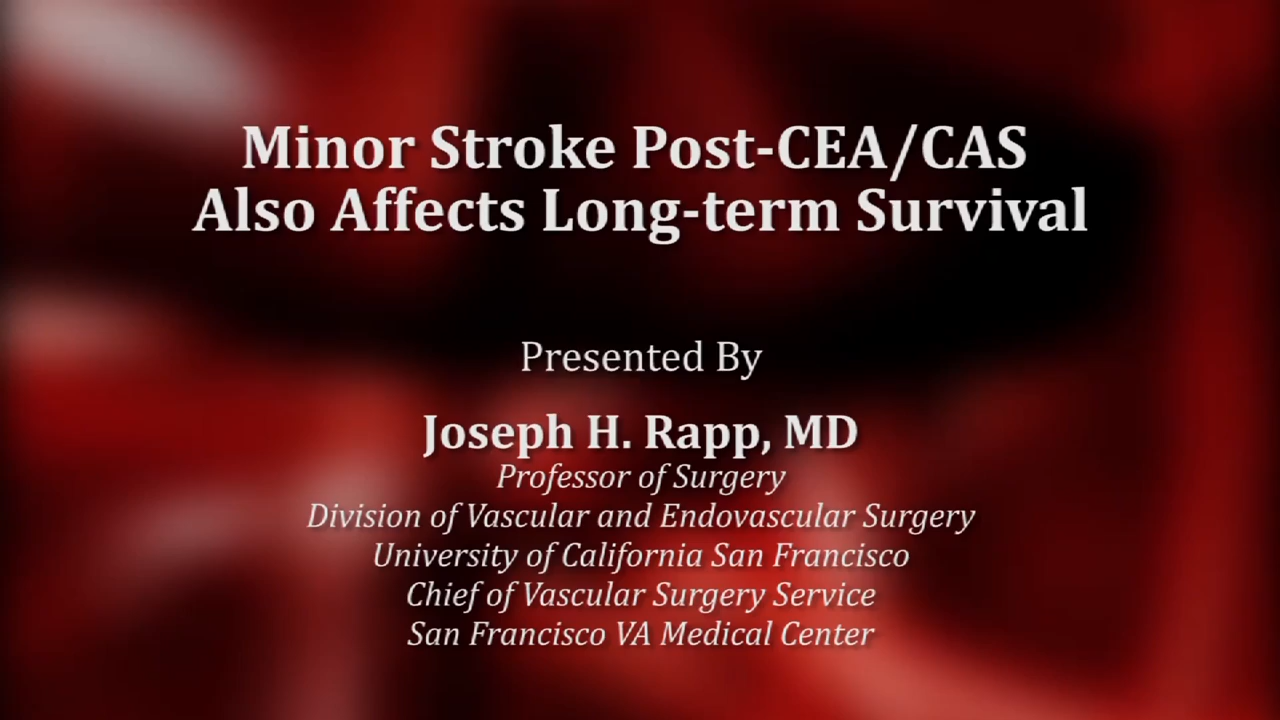 Minor Stroke Post-CEA/CAS
Also Affects Long-term Survival
Presented By
Joseph H. Rapp, MD
Professor of Surgery
Division of Vascular and Endovascular Surgery
University of California San Francisco
Chief of Vascular Surgery Service
San Francisco VA Medical Center